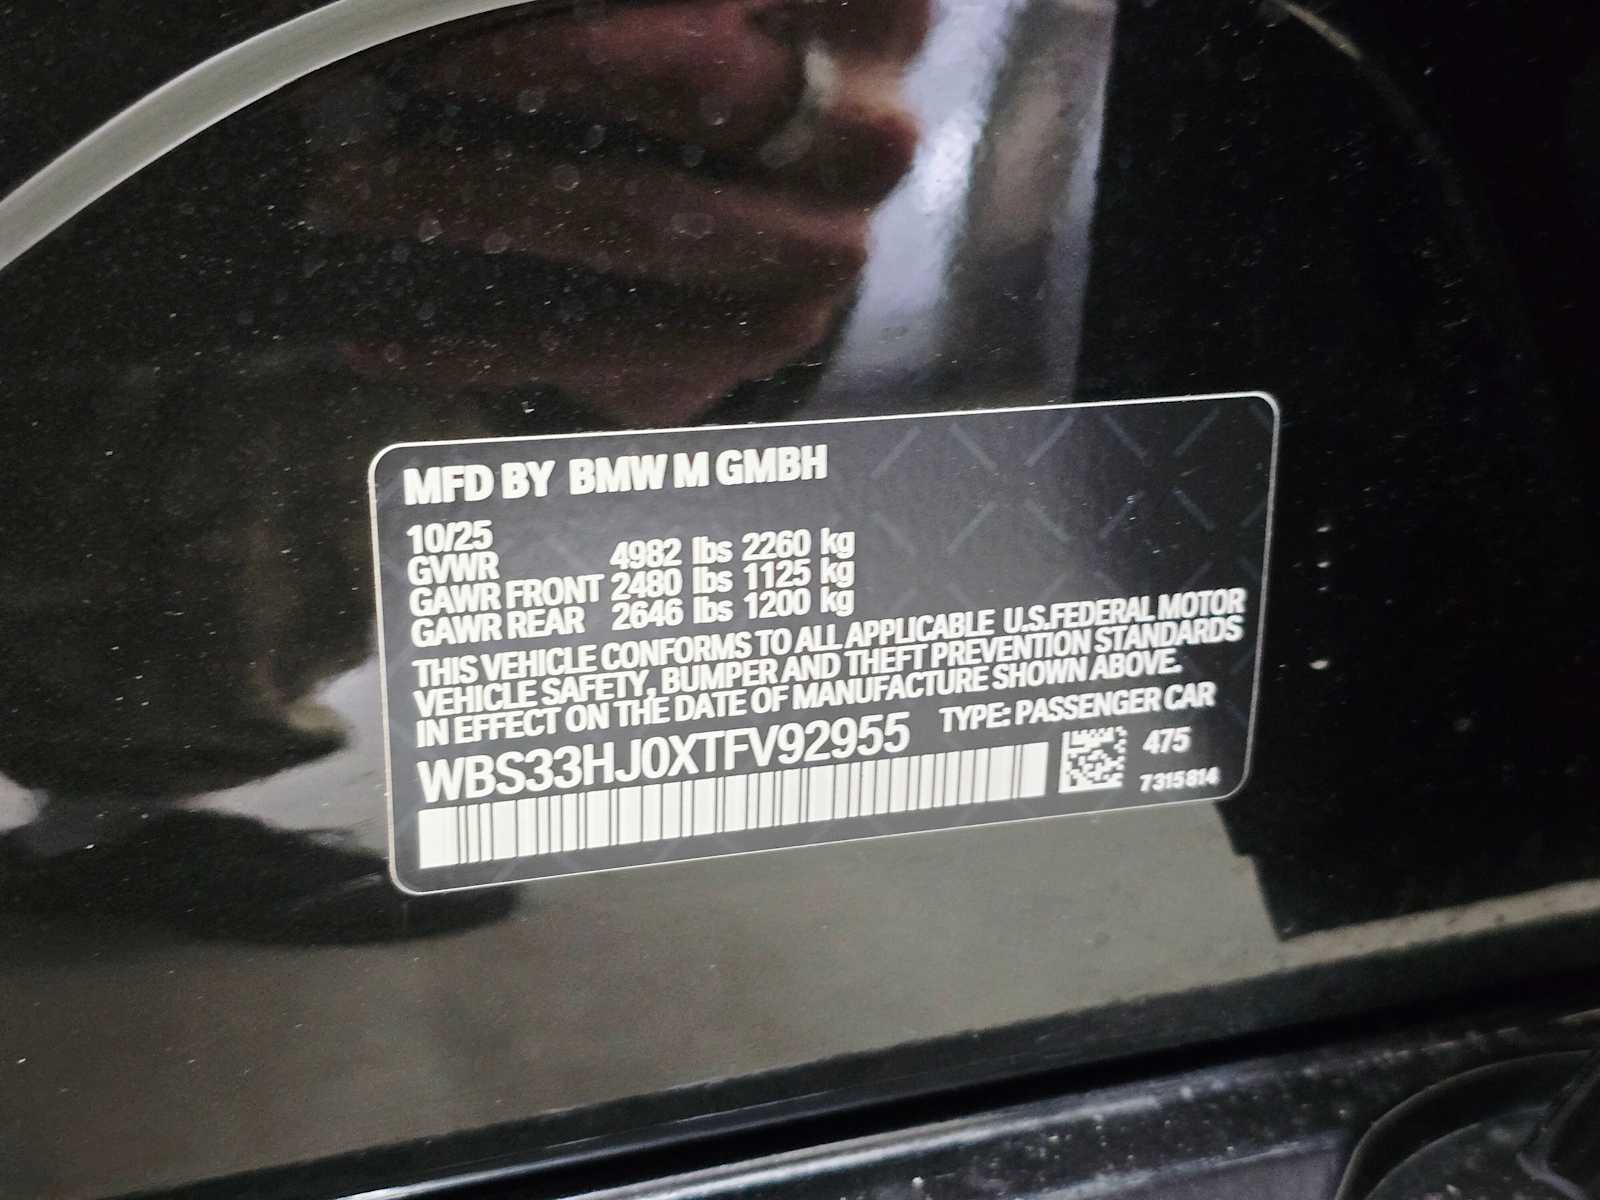 MFD BY BMW M GMBH
10/25
GVWR 4982 lbs 2260 kg
GAWR FRONT 2480 lbs 1125 kg
GAWR REAR 2646 lbs 1200 kg
THIS VEHICLE CONFORMS TO ALL APPLICABLE U.S.FEDERAL MOTOR
VEHICLE SAFETY, BUMPER AND THEFT PREVENTION STANDARDS
IN EFFECT ON THE DATE OF MANUFACTURE SHOWN ABOVE.
WBS33HJ0XTFV92955 TYPE: PASSENGER CAR
475
7315814